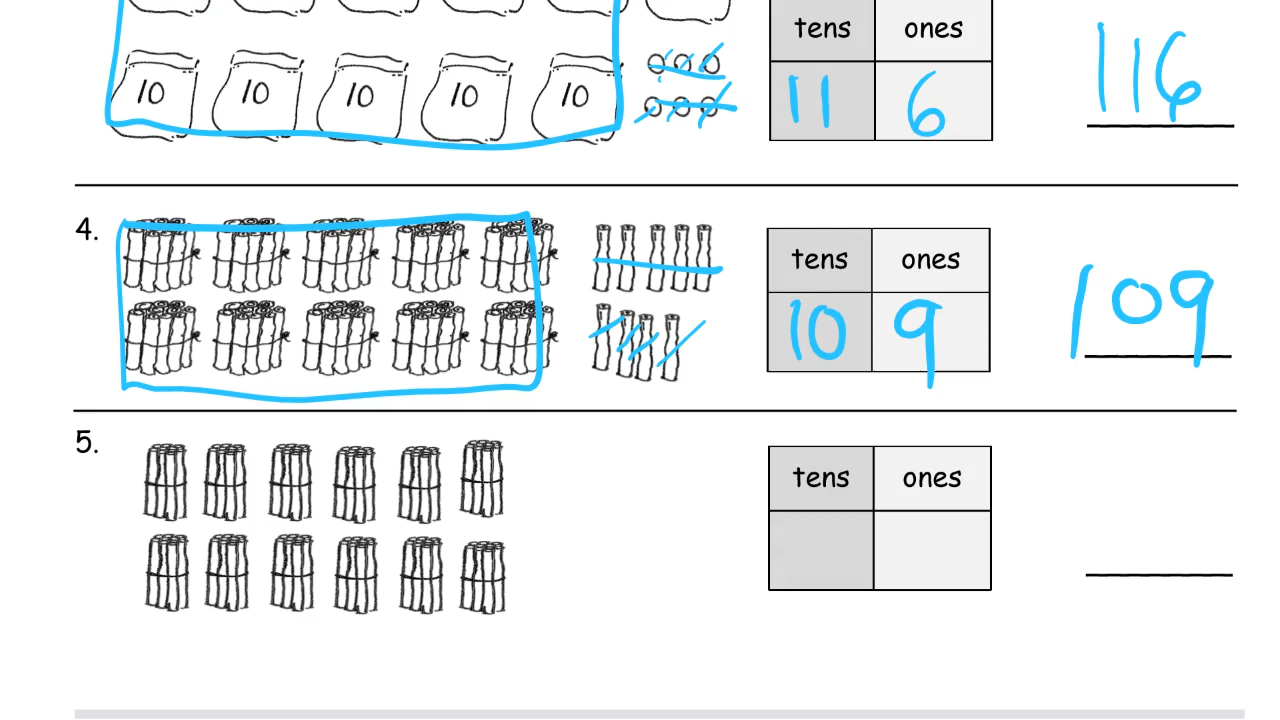 tens ones
10 10 10 10 10
11 6 116
4.
tens ones
10 9 109
5.
tens ones